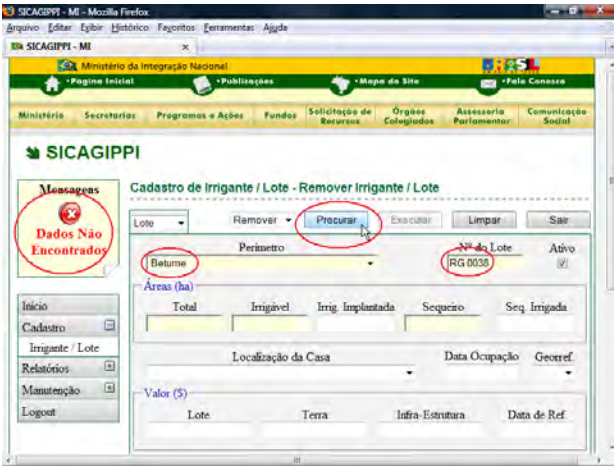 SICAGIPPI - MI - Mozilla Firefox
Arquivo Editar Exibir Histórico Favoritos Ferramentas Ajuda
SICAGIPPI - MI
Ministério da Integração Nacional
•Pagina Inicial •Publicações •Mapa do Site •Fale Conosco
Ministério Secretarias Programas e Ações Fundos Solicitação de Recursos Órgãos Colegiados Assessoria Parlamentar Comunicação Social
SICAGIPPI
Mensagens
Dados Não
Encontrados
Cadastro de Irrigante / Lote - Remover Irrigante / Lote
Lote Remover Procurar Executar Limpar Sair
Perímetro Nº do Lote Ativo
Betume RG 0038
Áreas (ha)
Total Irrigável Irrig. Implantada Sequeiro Seq. Irrigada
Início
Cadastro
Irrigante / Lote
Relatórios
Manutenção
Logout
Localização da Casa Data Ocupação Georref.
Valor ($)
Lote Terra Infra-Estrutura Data de Ref.